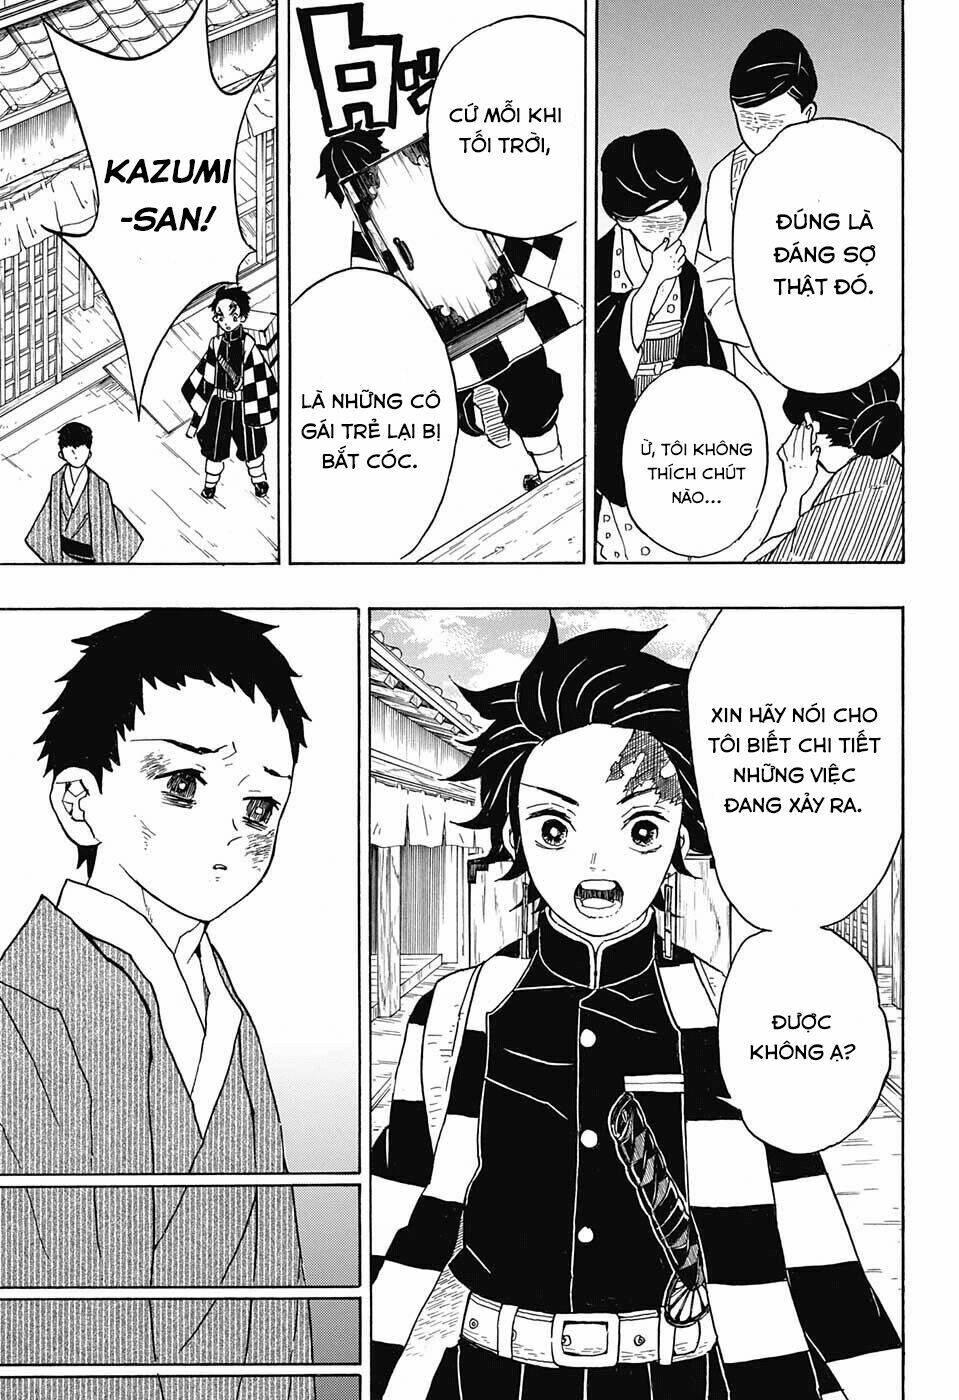 ĐÚNG LÀ
ĐÁNG SỢ
THẬT ĐÓ.
Ừ, TÔI KHÔNG
THÍCH CHÚT
NÀO...
CỨ MỖI KHI
TỐI TRỜI,
LÀ NHỮNG CÔ
GÁI TRẺ LẠI BỊ
BẮT CÓC.
KAZUMI
-SAN!
XIN HÃY NÓI CHO
TÔI BIẾT CHI TIẾT
NHỮNG VIỆC
ĐANG XẢY RA.
ĐƯỢC
KHÔNG Ạ?